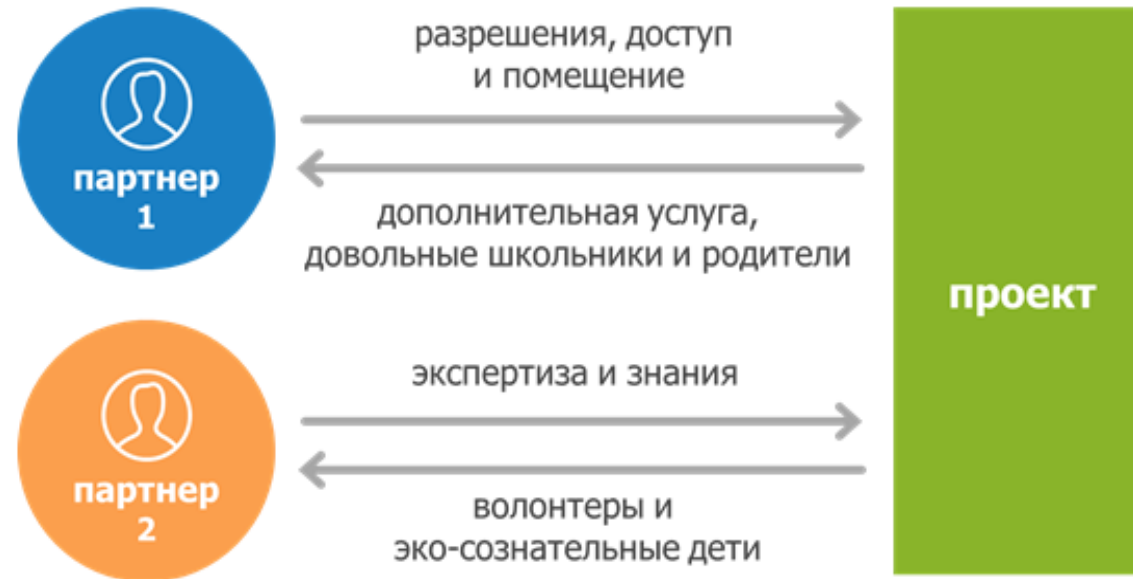 разрешения, доступ
и помещение
партнер
1
дополнительная услуга,
довольные школьники и родители
проект
экспертиза и знания
партнер
2
волонтеры и
эко-сознательные дети